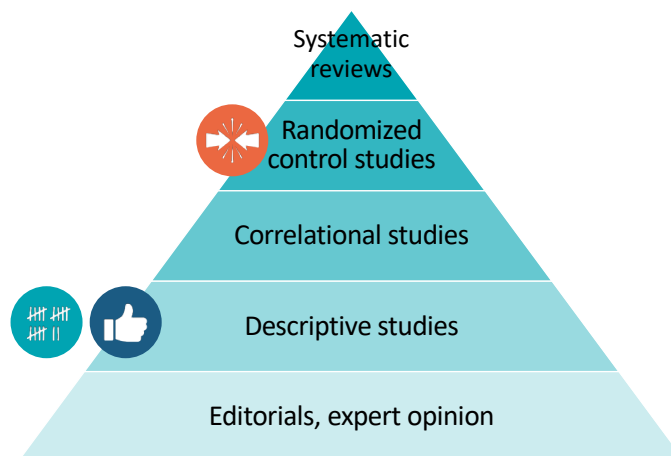 Systematic
reviews
Randomized
control studies
Correlational studies
Descriptive studies
Editorials, expert opinion